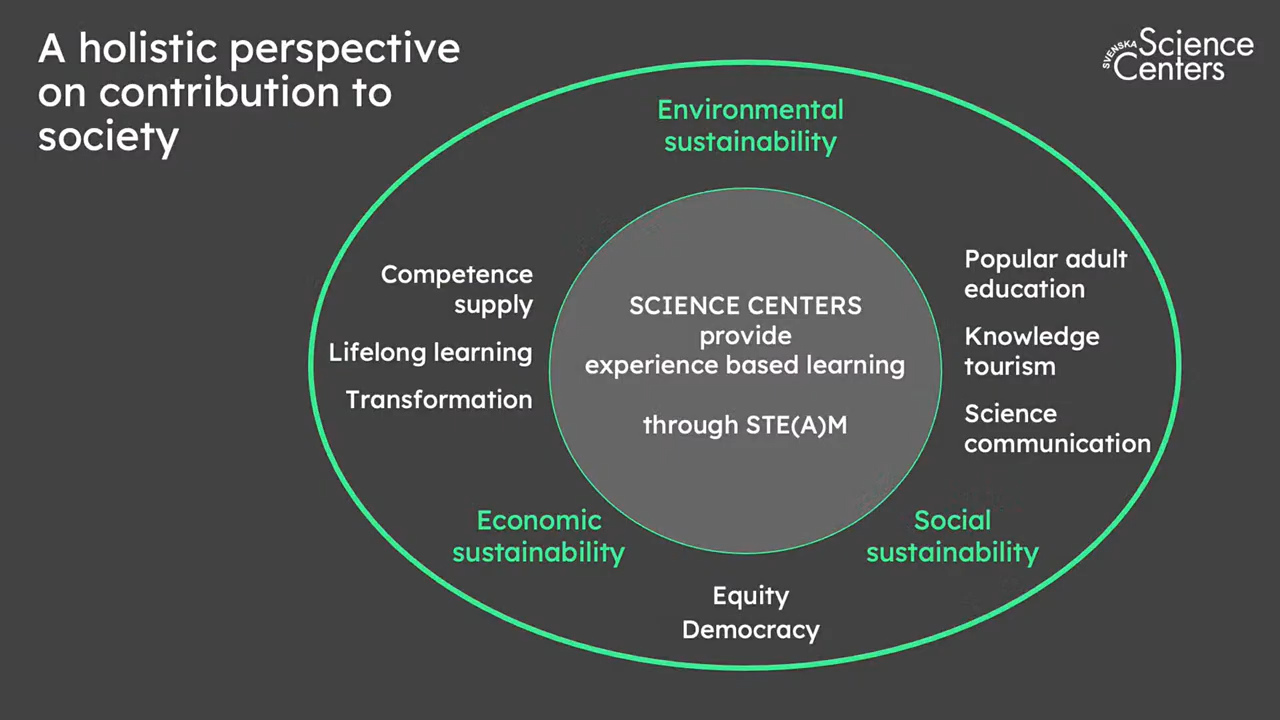 A holistic perspective
on contribution to
society
SVENSKA
Science
Centers
Environmental
sustainability
Competence
supply
Lifelong learning
Transformation
SCIENCE CENTERS
provide
experience based learning
through STE(A)M
Popular adult
education
Knowledge
tourism
Science
communication
Economic
sustainability
Social
sustainability
Equity
Democracy